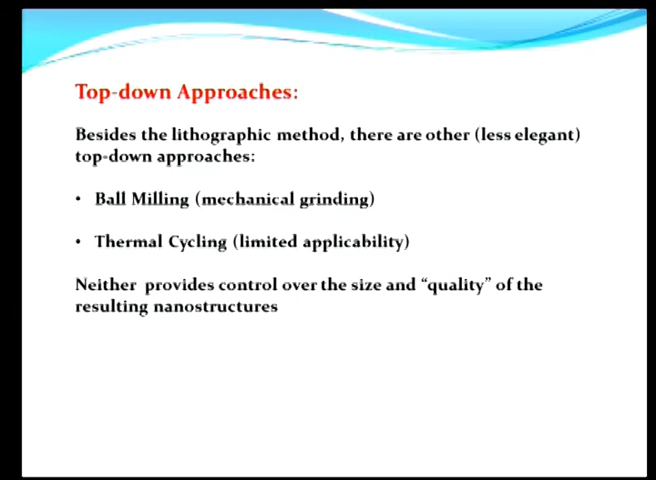 Top-down Approaches:
Besides the lithographic method, there are other (less elegant)
top-down approaches:
• Ball Milling (mechanical grinding)
• Thermal Cycling (limited applicability)
Neither provides control over the size and “quality” of the
resulting nanostructures